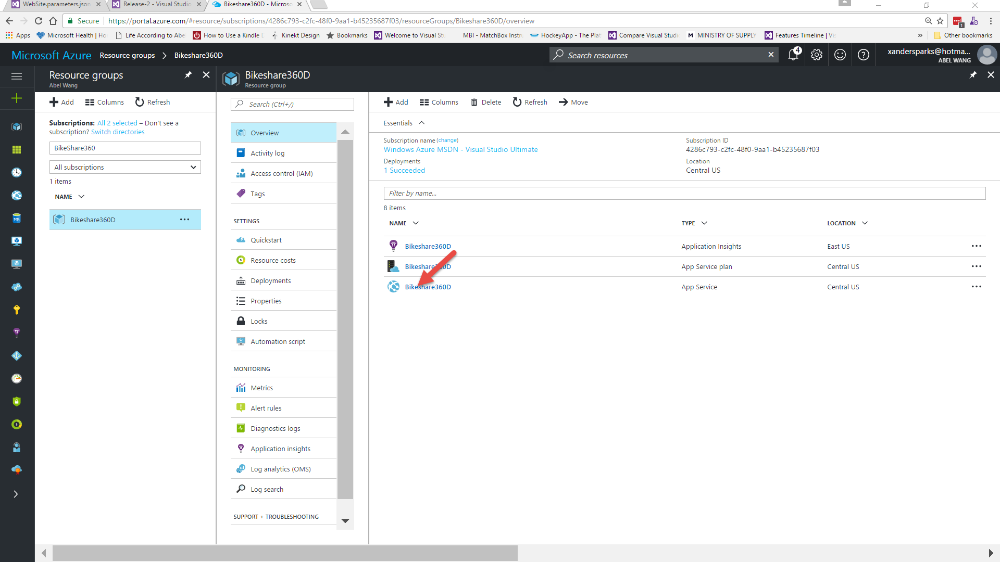 WebSite.parameters.json
Release-2 - Visual Studio
Bikeshare360D - Microso
Secure
https://portal.azure.com/#resource/subscriptions/4286c793-c2fc-48f0-9aa1-b45235687f03/resourceGroups/Bikeshare360D/overview
1
Apps
Microsoft Health | Ho
Life According to Abe
How to Use a Kindle D
Kinekt Design
Bookmarks
Welcome to Visual Stu
MBI - MatchBox Instru
HockeyApp - The Plat
Compare Visual Studio
MINISTRY OF SUPPLY
Features Timeline | Vis
Other bookmarks
Microsoft Azure
Resource groups
Bikeshare360D
Search resources
4
xandersparks@hotma...
ABEL WANG
Resource groups
Abel Wang
Bikeshare360D
Resource group
Add
Columns
Refresh
Subscriptions: All 2 selected – Don't see a
subscription? Switch directories
BikeShare360
All subscriptions
1 items
NAME
Bikeshare360D
Search (Ctrl+/)
Overview
Activity log
Access control (IAM)
Tags
SETTINGS
Quickstart
Resource costs
Deployments
Properties
Locks
Automation script
MONITORING
Metrics
Alert rules
Diagnostics logs
Application insights
Log analytics (OMS)
Log search
SUPPORT + TROUBLESHOOTING
Add
Columns
Delete
Refresh
Move
Essentials
Subscription name (change)
Windows Azure MSDN - Visual Studio Ultimate
Deployments
1 Succeeded
Subscription ID
4286c793-c2fc-48f0-9aa1-b45235687f03
Location
Central US
Filter by name...
8 items
NAME
TYPE
LOCATION
Bikeshare360D
Application Insights
East US
Bikeshare360D
App Service plan
Central US
Bikeshare360D
App Service
Central US